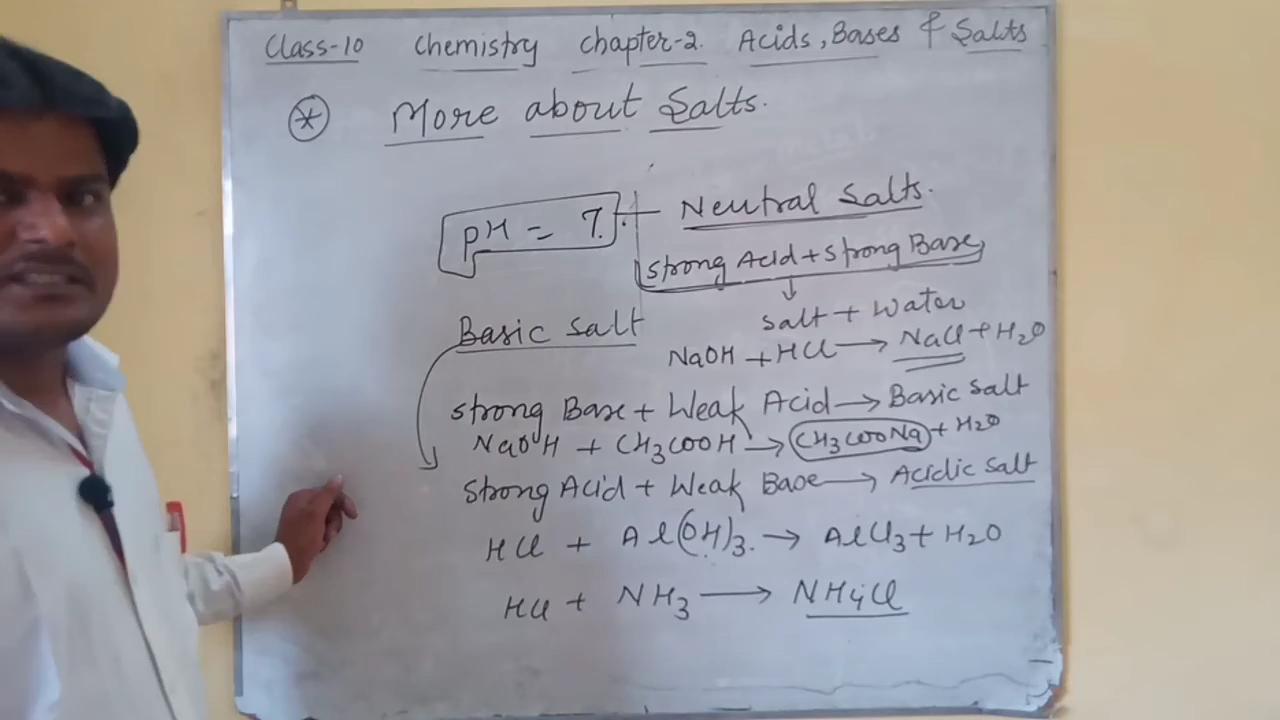 Class-10 Chemistry chapter-2. Acids, Bases & Salts
* More about Salts.
pH = 7. Neutral Salts.
strong Acid + strong Base
↓
Salt + Water
Basic Salt
NaOH + HCl → NaCl + H2O
strong Base + Weak Acid → Basic Salt
NaOH + CH3COOH → CH3COONa + H2O
Strong Acid + Weak Base → Acidic Salt
HCl + Al(OH)3. → AlCl3 + H2O
HCl + NH3 → NH4Cl